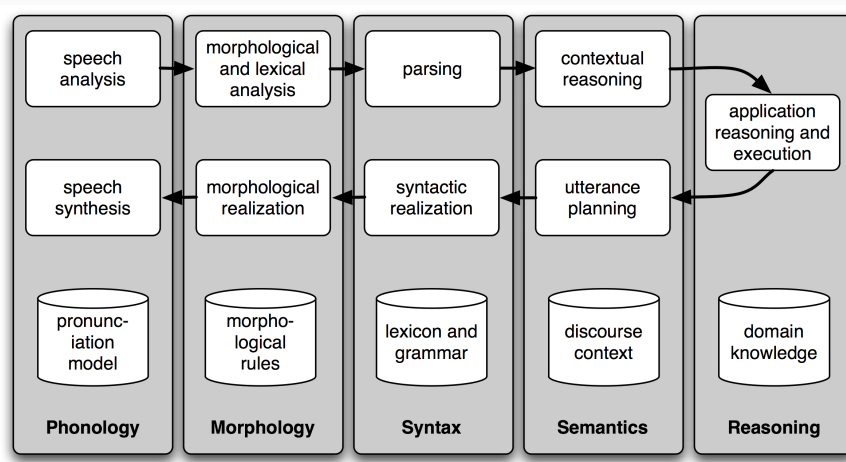 speech
analysis
morphological
and lexical
analysis
parsing
contextual
reasoning
application
reasoning and
execution
speech
synthesis
morphological
realization
syntactic
realization
utterance
planning
pronunc-
iation
model
morpho-
logical
rules
lexicon and
grammar
discourse
context
domain
knowledge
Phonology
Morphology
Syntax
Semantics
Reasoning